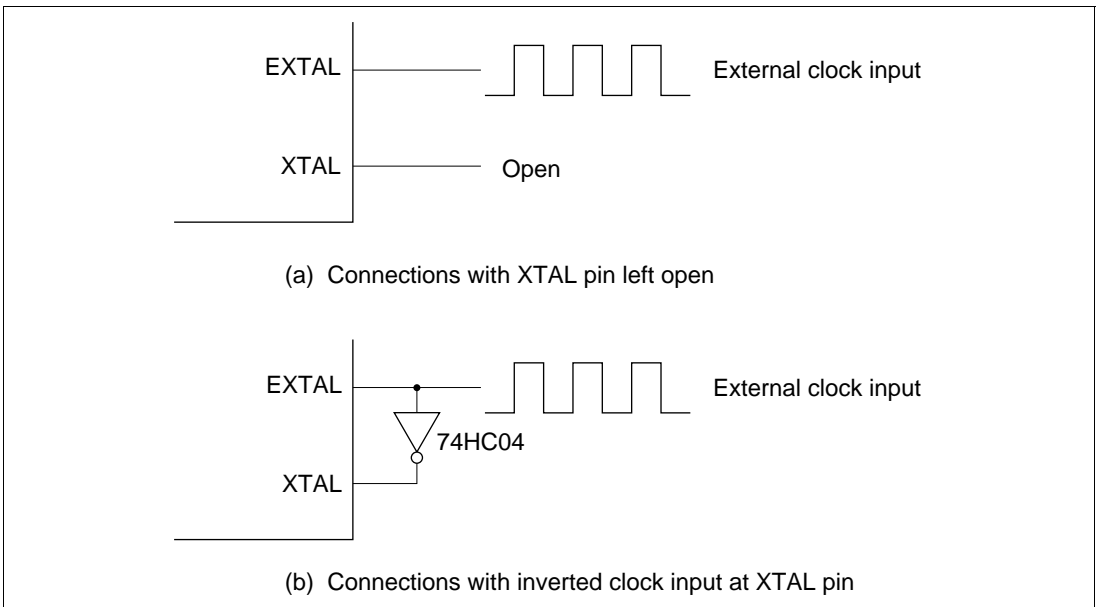 EXTAL
External clock input
XTAL
Open
(a) Connections with XTAL pin left open
EXTAL
External clock input
74HC04
XTAL
(b) Connections with inverted clock input at XTAL pin